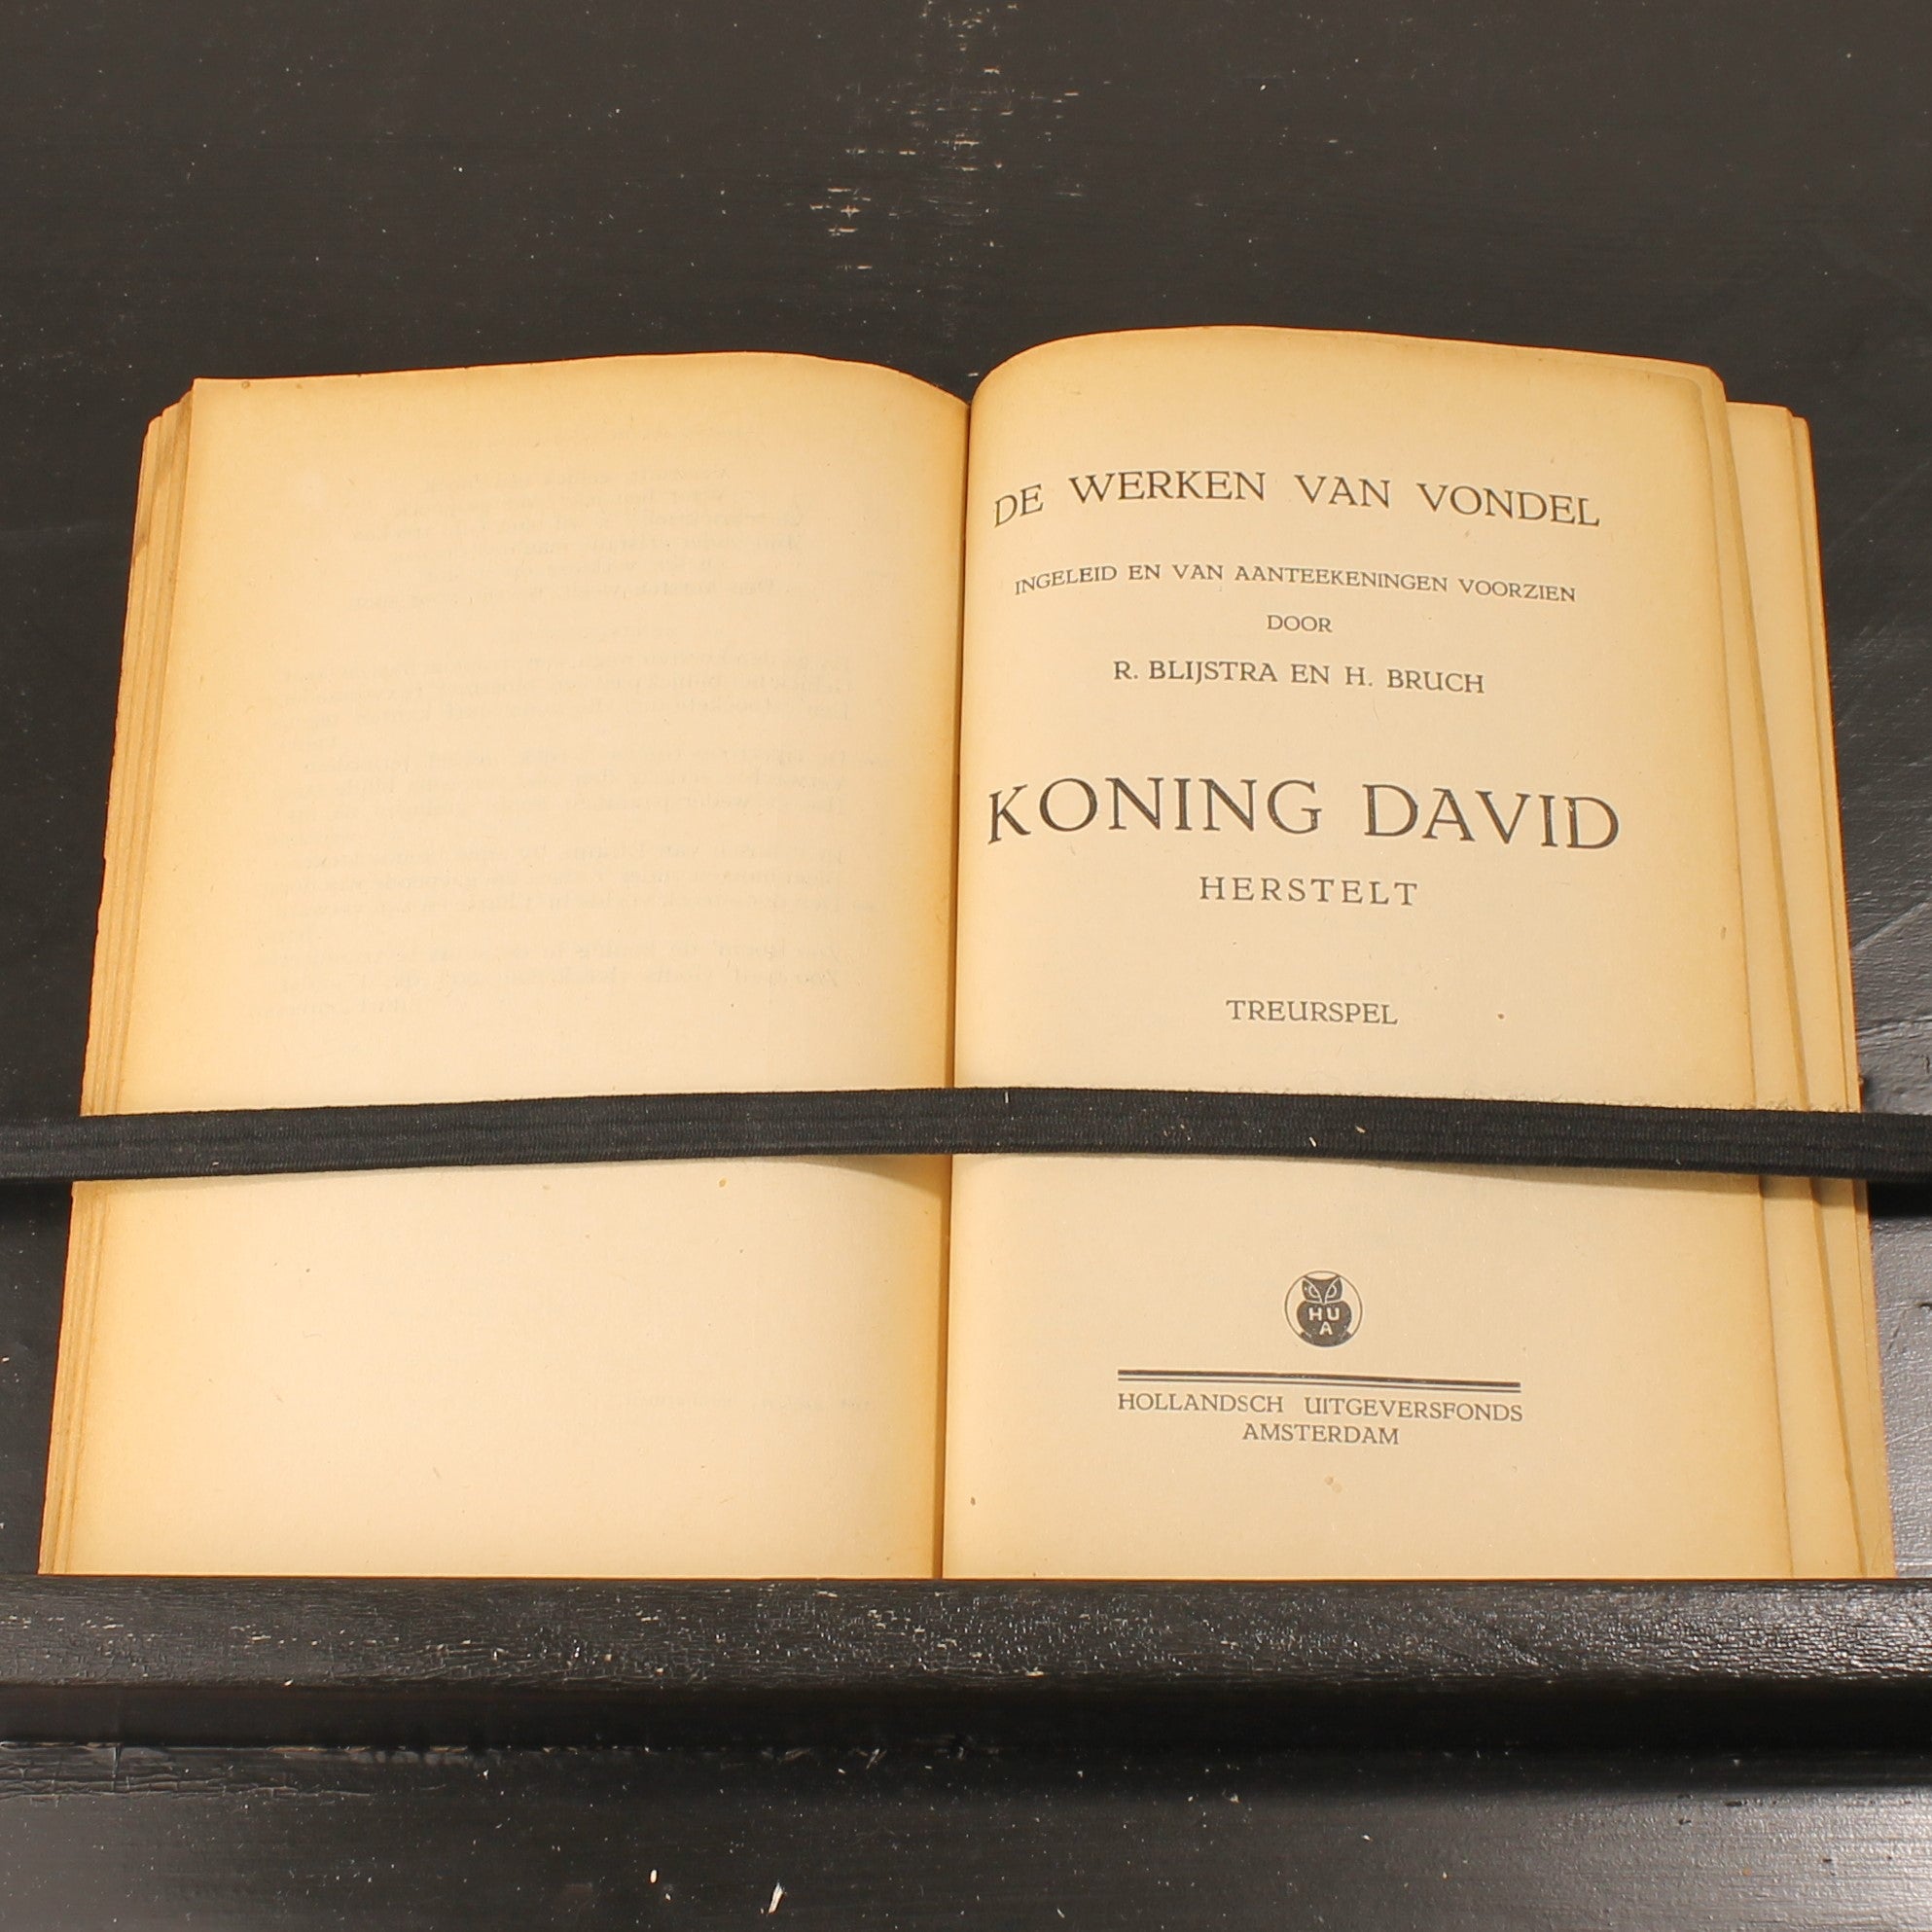 DE WERKEN VAN VONDEL
INGELEID EN VAN AANTEEKENINGEN VOORZIEN
DOOR
R. BLIJSTRA EN H. BRUCH
KONING DAVID
HERSTELT
TREURSPEL
HU
A
HOLLANDSCH UITGEVERSFONDS
AMSTERDAM